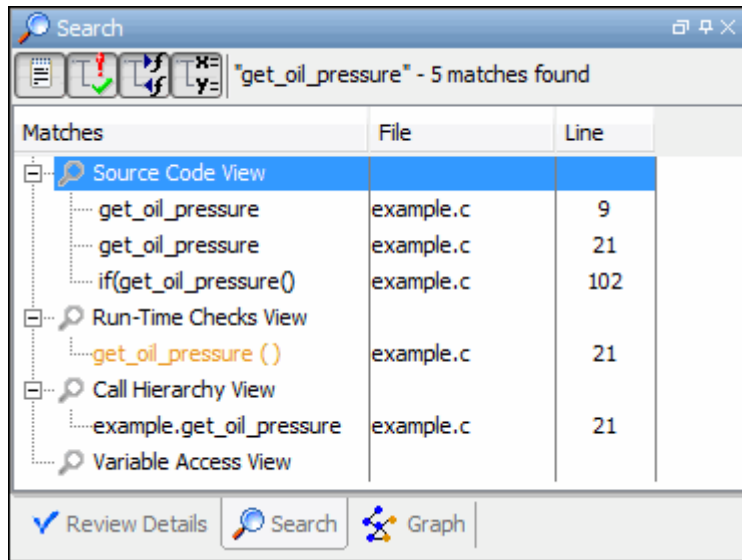 Search
"get_oil_pressure" - 5 matches found
Matches File Line
Source Code View
get_oil_pressure example.c 9
get_oil_pressure example.c 21
if(get_oil_pressure() example.c 102
Run-Time Checks View
get_oil_pressure ( ) example.c 21
Call Hierarchy View
example.get_oil_pressure example.c 21
Variable Access View
Review Details Search Graph